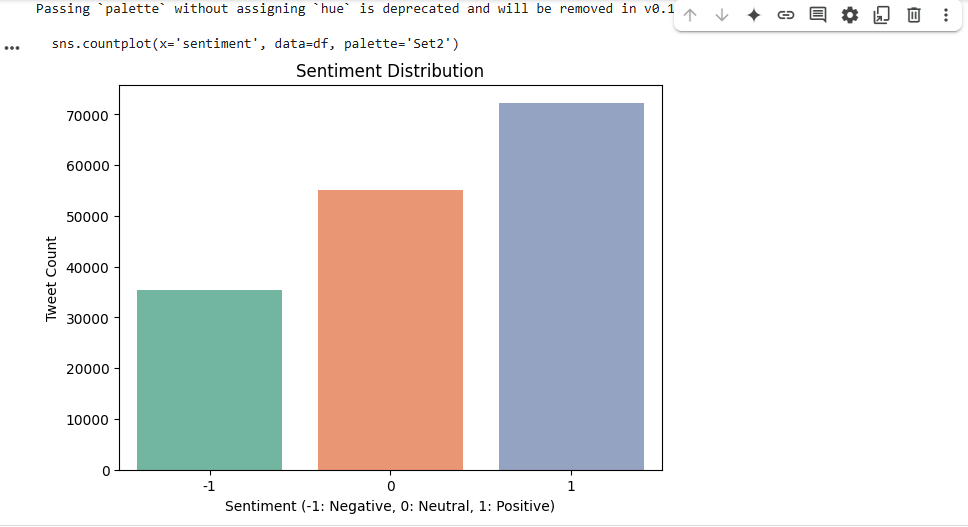 Passing `palette` without assigning `hue` is deprecated and will be removed in v0.1
sns.countplot(x='sentiment', data=df, palette='Set2')
Sentiment Distribution
70000
60000
50000
40000
30000
20000
10000
0
Tweet Count
-1 0 1
Sentiment (-1: Negative, 0: Neutral, 1: Positive)